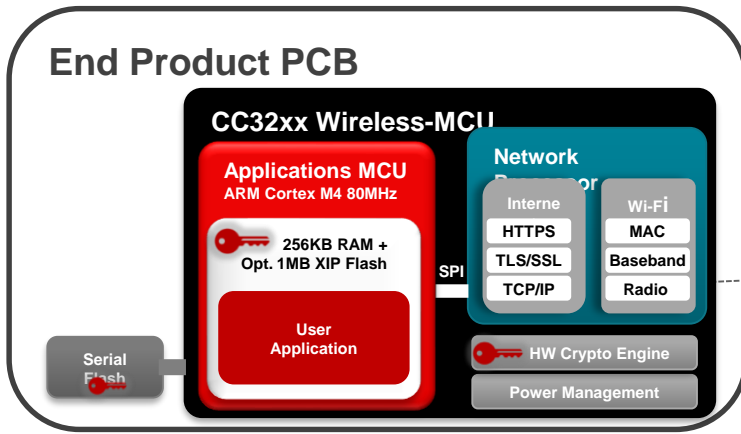 End Product PCB
CC32xx Wireless-MCU
Applications MCU
ARM Cortex M4 80MHz
256KB RAM +
Opt. 1MB XIP Flash
User
Application
SPI
Network
Processor
Interne
HTTPS
TLS/SSL
TCP/IP
Wi-Fi
MAC
Baseband
Radio
HW Crypto Engine
Power Management
Serial
Flash